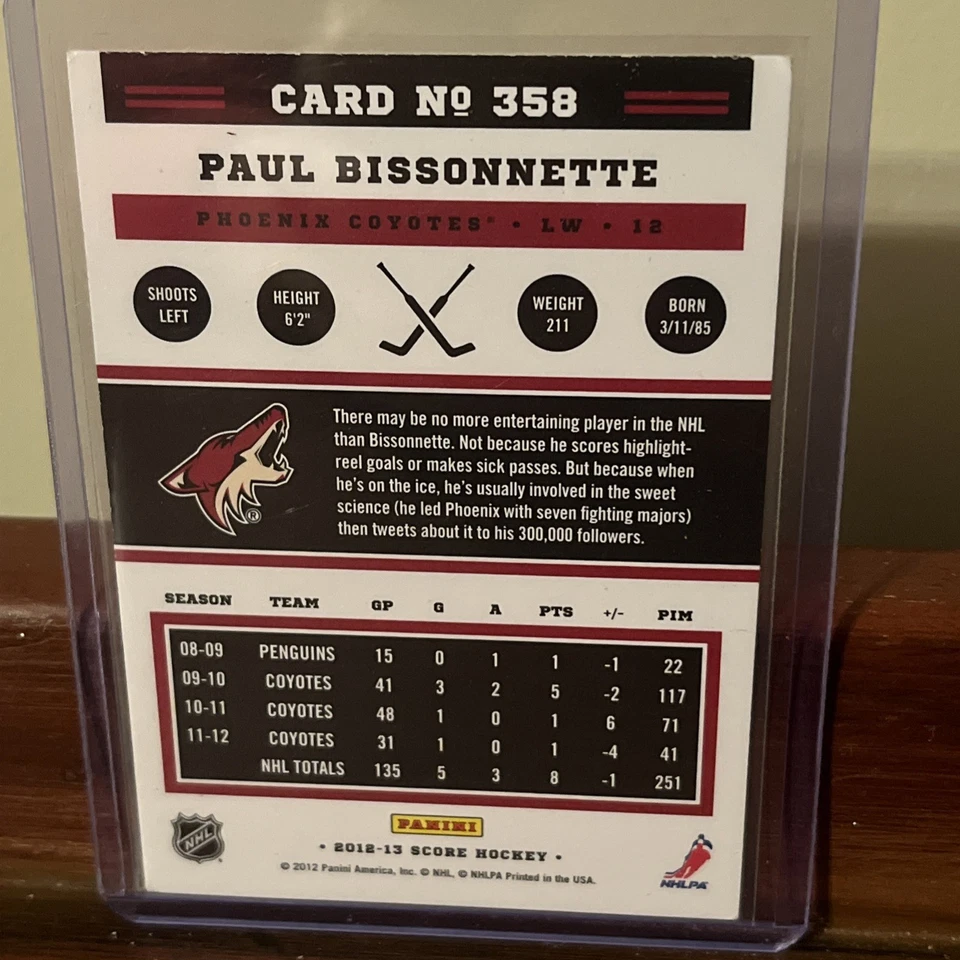 CARD Nº 358
PAUL BISSONNETTE
PHOENIX COYOTES® • LW • 12
SHOOTS LEFT
HEIGHT 6'2"
WEIGHT 211
BORN 3/11/85
There may be no more entertaining player in the NHL
than Bissonnette. Not because he scores highlight-
reel goals or makes sick passes. But because when
he's on the ice, he's usually involved in the sweet
science (he led Phoenix with seven fighting majors)
then tweets about it to his 300,000 followers.
®
SEASON TEAM GP G A PTS +/- PIM
08-09 PENGUINS 15 0 1 1 -1 22
09-10 COYOTES 41 3 2 5 -2 117
10-11 COYOTES 48 1 0 1 6 71
11-12 COYOTES 31 1 0 1 -4 41
NHL TOTALS 135 5 3 8 -1 251
NHL
PANINI
• 2012-13 SCORE HOCKEY •
© 2012 Panini America, Inc. © NHL, © NHLPA Printed in the USA.
NHLPA